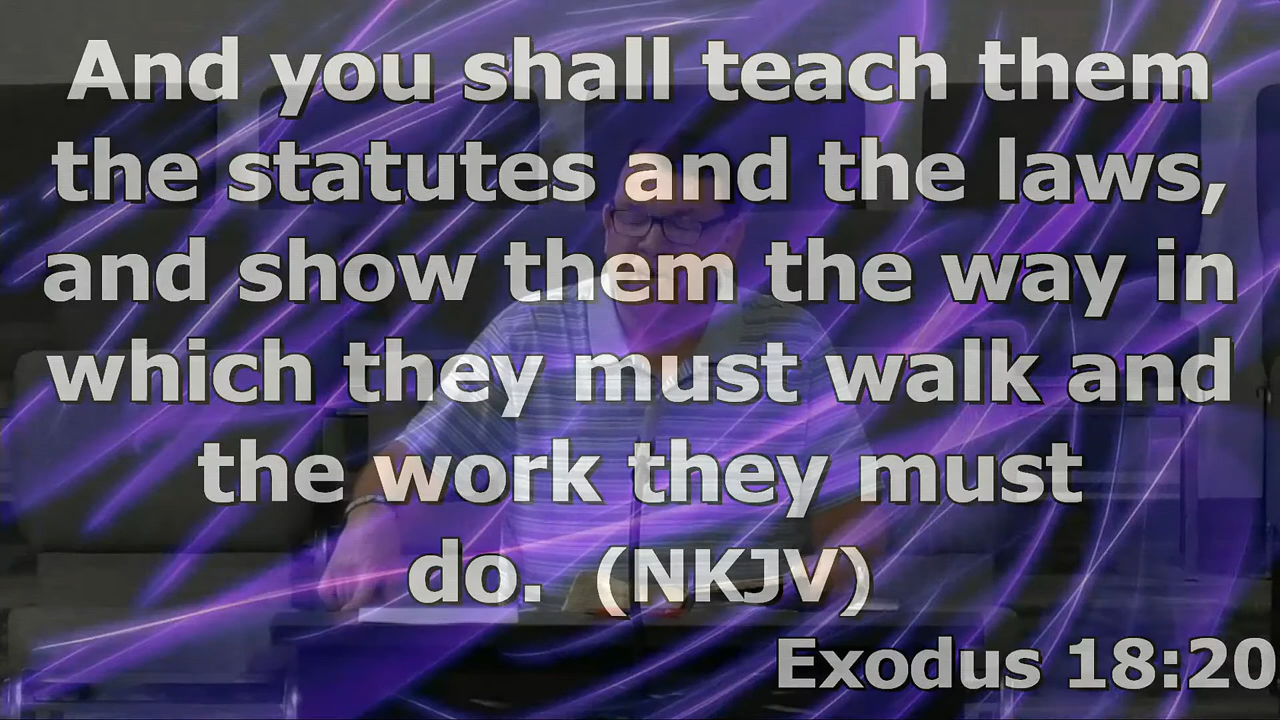 And you shall teach them
the statutes and the laws,
and show them the way in
which they must walk and
the work they must
do. (NKJV)
Exodus 18:20